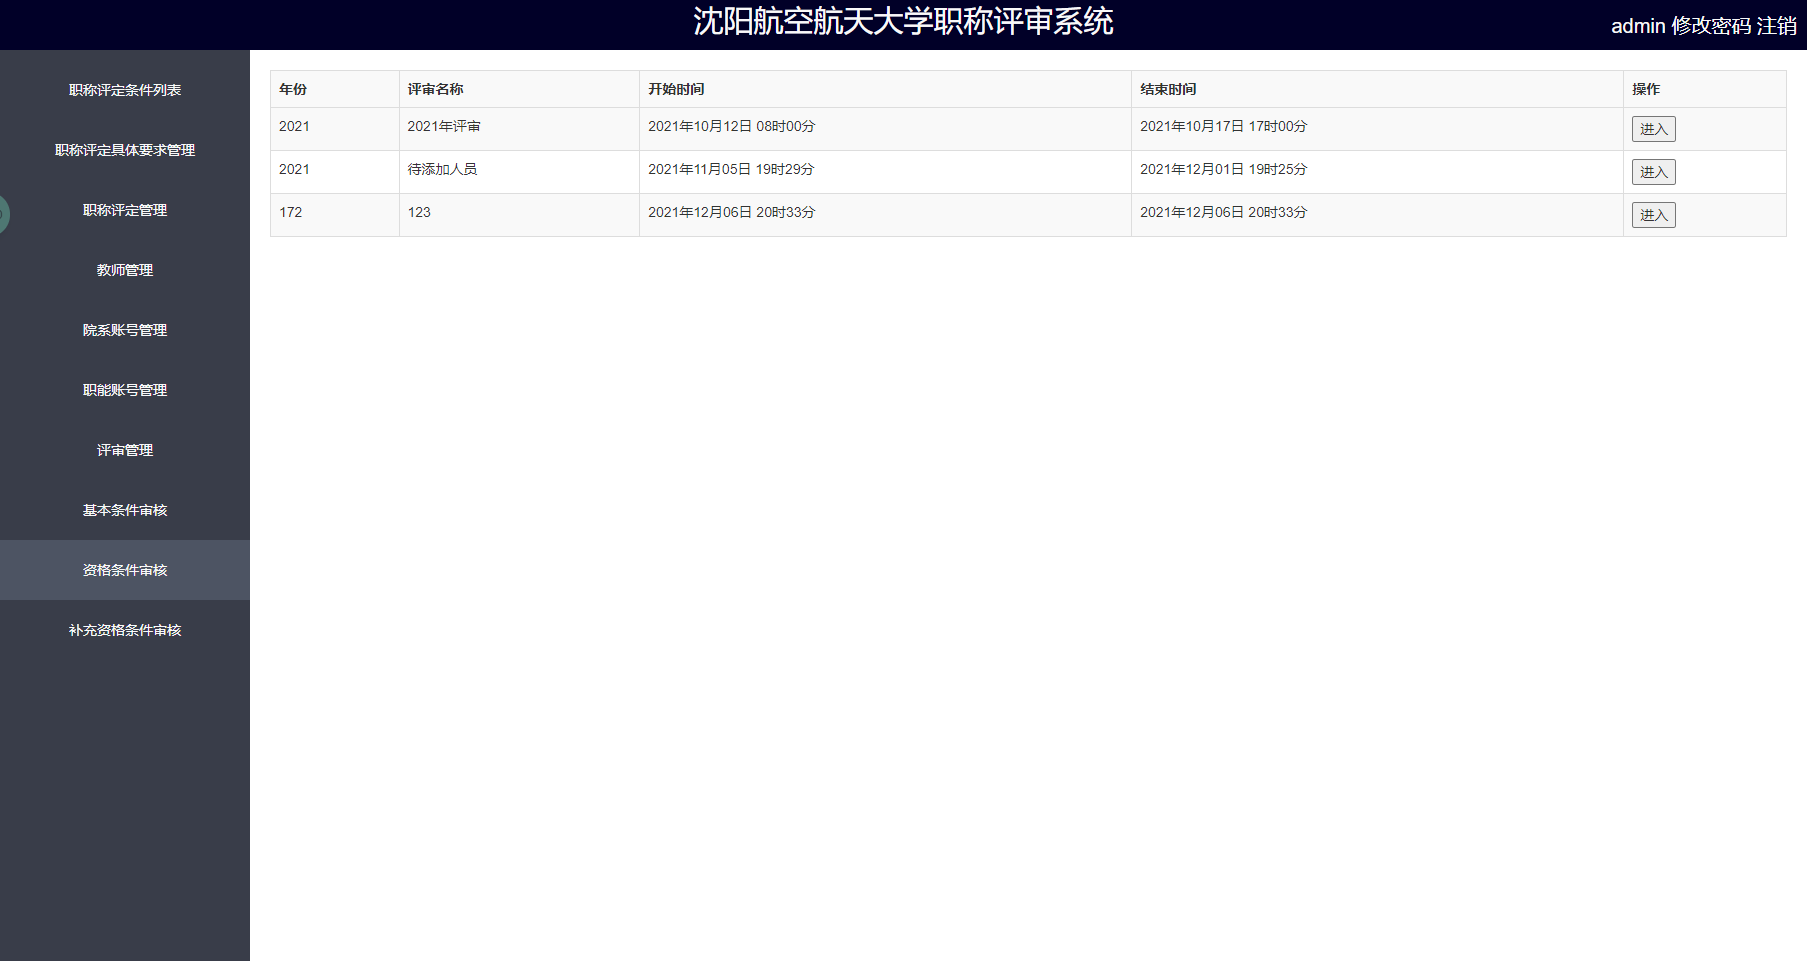 沈阳航空航天大学职称评审系统
admin 修改密码 注销
职称评定条件列表
职称评定具体要求管理
职称评定管理
教师管理
院系账号管理
职能账号管理
评审管理
基本条件审核
资格条件审核
补充资格条件审核
年份 评审名称 开始时间 结束时间 操作
2021 2021年评审 2021年10月12日 08时00分 2021年10月17日 17时00分 进入
2021 待添加人员 2021年11月05日 19时29分 2021年12月01日 19时25分 进入
172 123 2021年12月06日 20时33分 2021年12月06日 20时33分 进入